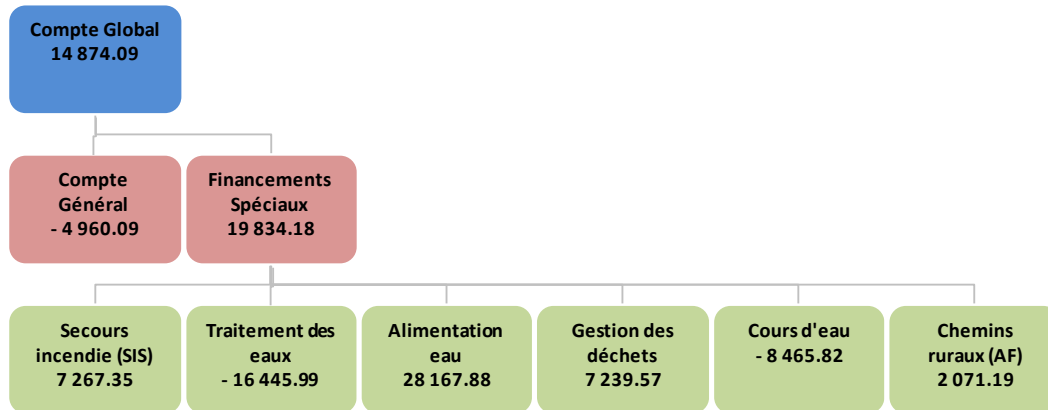 Compte Global
14 874.09
Compte
Général
- 4 960.09
Financements
Spéciaux
19 834.18
Secours
incendie (SIS)
7 267.35
Traitement des
eaux
- 16 445.99
Alimentation
eau
28 167.88
Gestion des
déchets
7 239.57
Cours d'eau
- 8 465.82
Chemins
ruraux (AF)
2 071.19